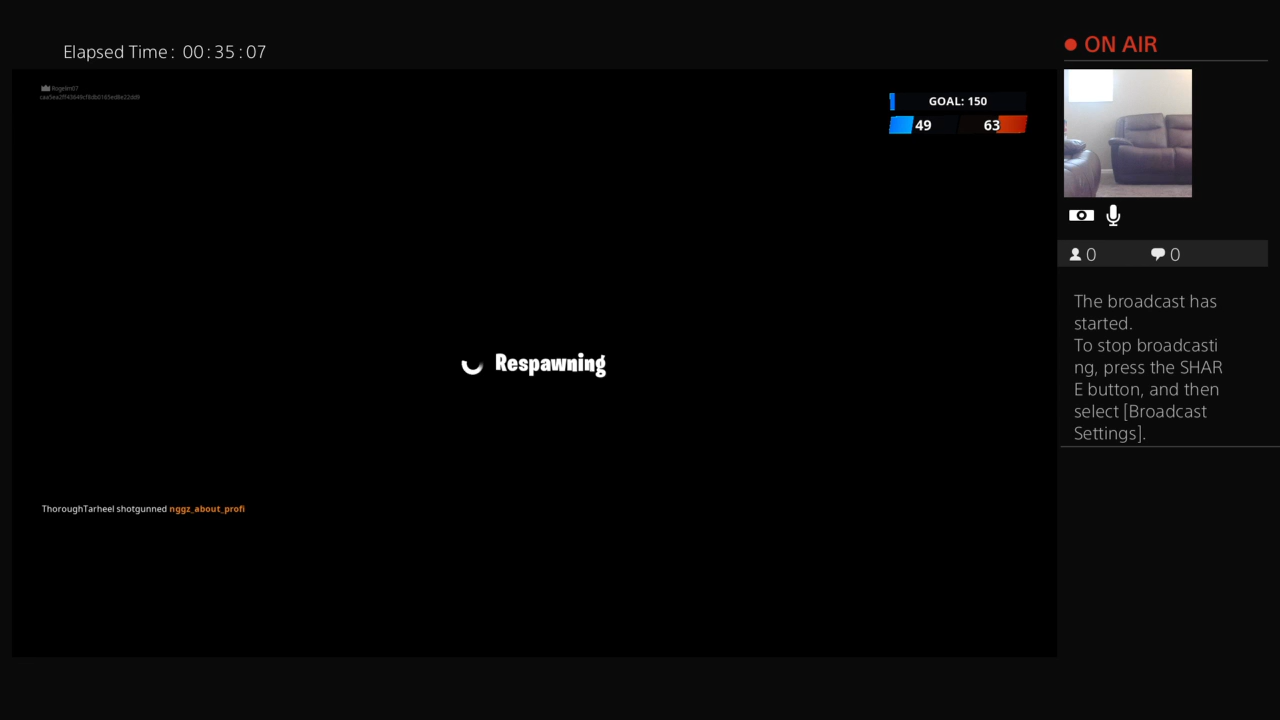 Elapsed Time: 00:35:07
ON AIR
Rogelm07
GOAL: 150
49 63
0 0
The broadcast has
started.
To stop broadcasti
ng, press the SHAR
E button, and then
select [Broadcast
Settings].
Respawning
ThoroughTarheel shotgunned nggz_about_profi